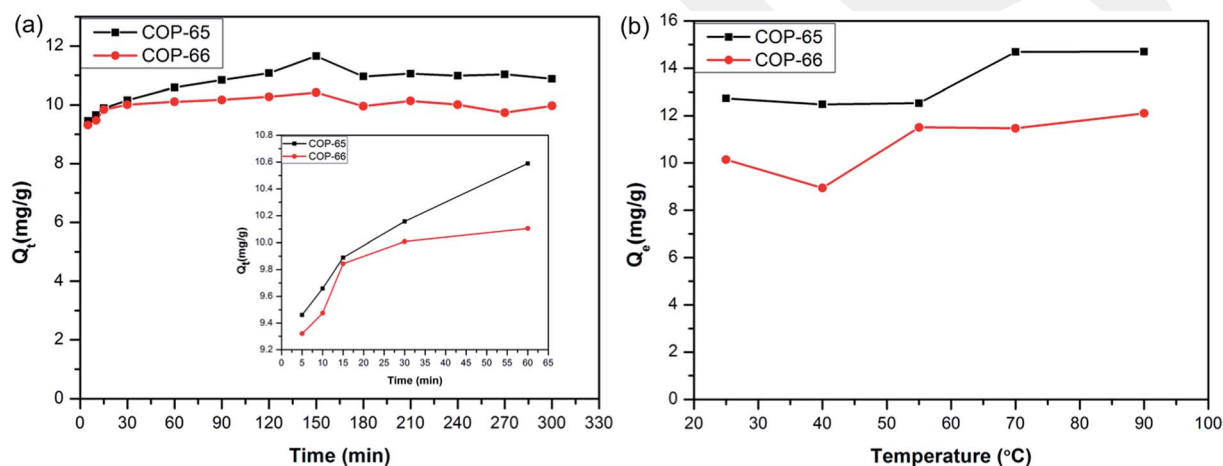 (a)
COP-65
COP-66
12
10
8
6
4
2
0
Qt(mg/g)
0 30 60 90 120 150 180 210 240 270 300 330
Time (min)
COP-65
COP-66
10.8
10.6
10.4
10.2
10.0
9.8
9.6
9.4
9.2
Qt(mg/g)
0 5 10 15 20 25 30 35 40 45 50 55 60 65
Time (min)
(b)
COP-65
COP-66
16
14
12
10
8
6
4
2
0
Qe(mg/g)
20 30 40 50 60 70 80 90 100
Temperature (°C)